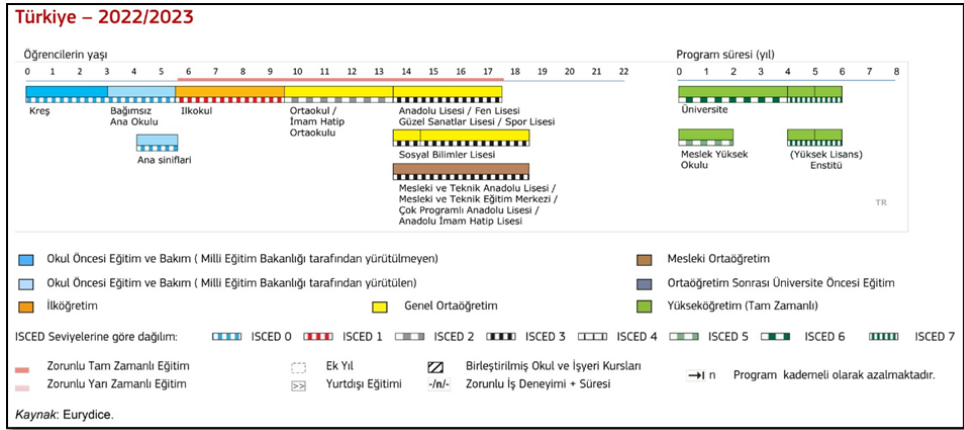 Türkiye – 2022/2023
Öğrencilerin yaşı
Program süresi (yıl)
0 1 2 3 4 5 6 7 8 9 10 11 12 13 14 15 16 17 18 19 20 21 22
0 1 2 3 4 5 6 7 8
Kreş
Bağımsız
Ana Okulu
Ilkokul
Ortaokul /
İmam Hatip
Ortaokulu
Anadolu Lisesi / Fen Lisesi
Güzel Sanatlar Lisesi / Spor Lisesi
Üniversite
Ana siniflari
Sosyal Bilimler Lisesi
Meslek Yüksek
Okulu
(Yüksek Lisans)
Enstitü
Mesleki ve Teknik Anadolu Lisesi /
Mesleki ve Teknik Eğitim Merkezi /
Çok Programlı Anadolu Lisesi /
Anadolu İmam Hatip Lisesi
TR
Okul Öncesi Eğitim ve Bakım ( Milli Eğitim Bakanlığı tarafından yürütülmeyen)
Mesleki Ortaöğretim
Okul Öncesi Eğitim ve Bakım ( Milli Eğitim Bakanlığı tarafından yürütülen)
Ortaöğretim Sonrası Üniversite Öncesi Eğitim
İlköğretim
Genel Ortaöğretim
Yükseköğretim (Tam Zamanlı)
ISCED Seviyelerine göre dağılım: ISCED 0 ISCED 1 ISCED 2 ISCED 3 ISCED 4 ISCED 5 ISCED 6 ISCED 7
Zorunlu Tam Zamanlı Eğitim
Ek Yıl
Birleştirilmiş Okul ve İşyeri Kursları
Zorunlu Yarı Zamanlı Eğitim
>> Yurtdışı Eğitimi
-/n/- Zorunlu İş Deneyimi + Süresi
n Program kademeli olarak azalmaktadır.
Kaynak: Eurydice.